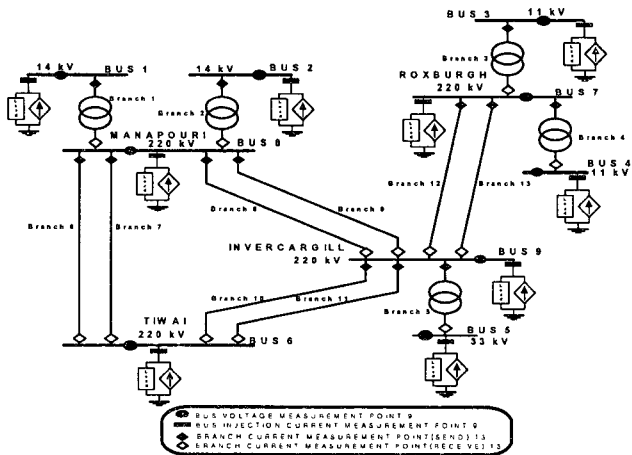 BUS 3
11 kV
Branch 3
ROXBURGH
220 kV
BUS 7
14 kV
BUS 1
14 kV
BUS 2
Branch 1
Branch 2
MANAPOURI
220 kV
BUS 8
Branch 4
BUS 4
11 kV
Branch 12
Branch 13
Branch 6
Branch 7
Branch 8
Branch 9
INVERCARGILL
220 kV
BUS 9
Branch 10
Branch 11
Branch 5
TIWAI
220 kV
BUS 6
BUS 5
33 kV
BUS VOLTAGE MEASUREMENT POINT 9
BUS INJECTION CURRENT MEASUREMENT POINT 9
BRANCH CURRENT MEASUREMENT POINT(SEND) 13
BRANCH CURRENT MEASUREMENT POINT(RECEIVE) 13